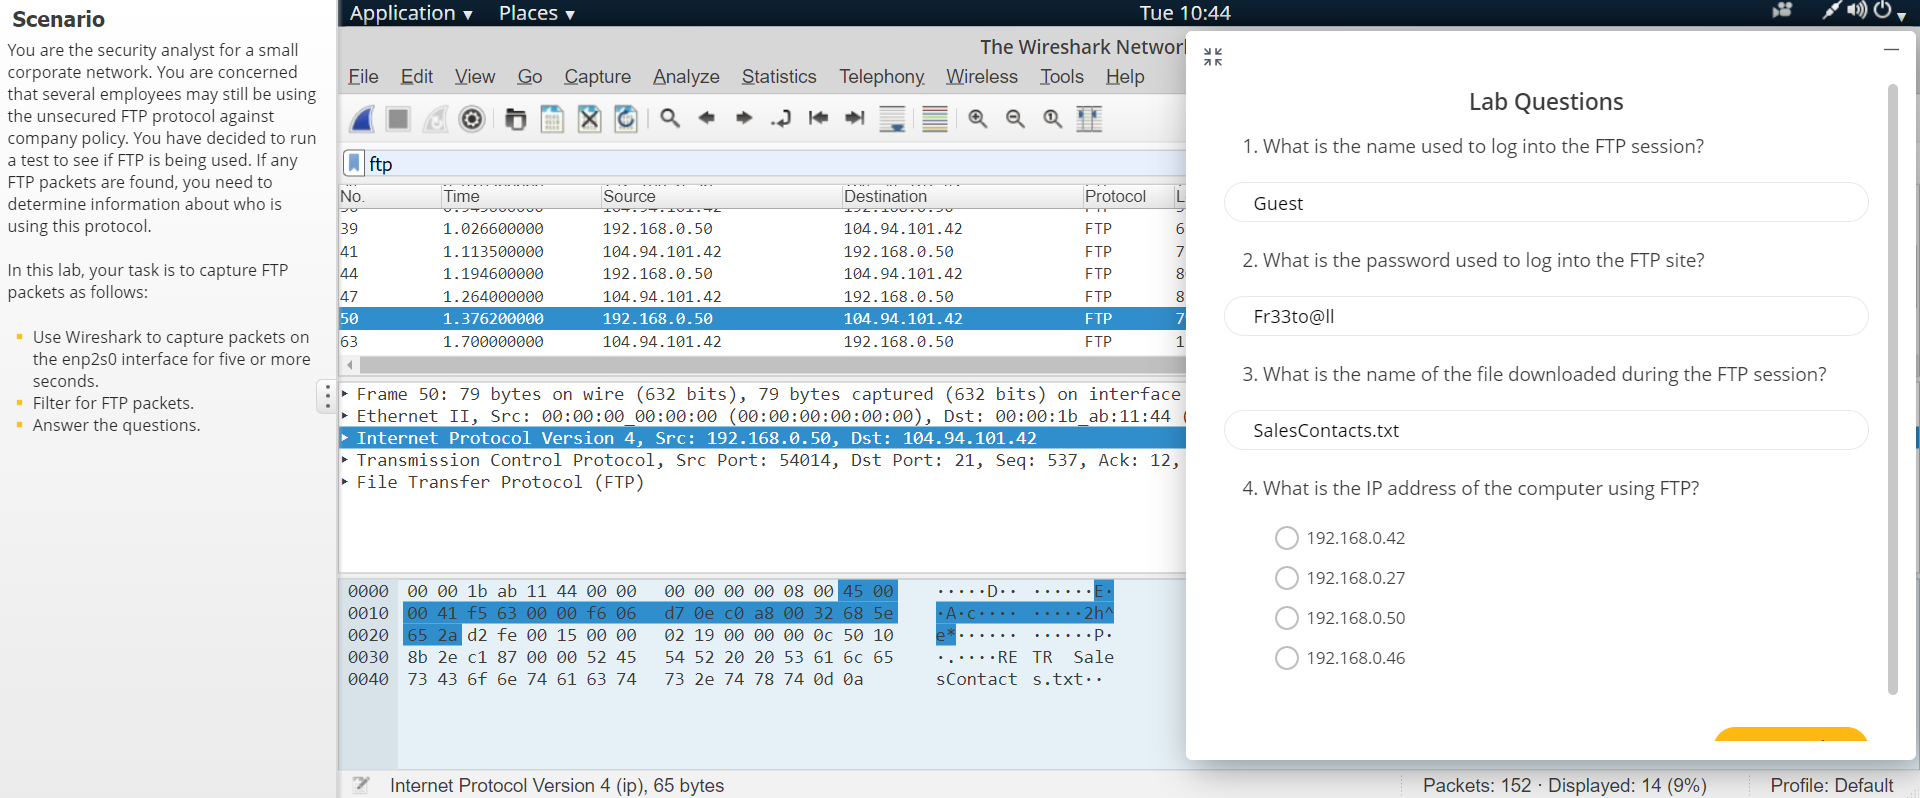 Scenario
You are the security analyst for a small
corporate network. You are concerned
that several employees may still be using
the unsecured FTP protocol against
company policy. You have decided to run
a test to see if FTP is being used. If any
FTP packets are found, you need to
determine information about who is
using this protocol.
In this lab, your task is to capture FTP
packets as follows:
Use Wireshark to capture packets on
the enp2s0 interface for five or more
seconds.
Filter for FTP packets.
Answer the questions.
Application Places Tue 10:44
The Wireshark Networ
File Edit View Go Capture Analyze Statistics Telephony Wireless Tools Help
ftp
No. Time Source Destination Protocol L
39 1.026600000 192.168.0.50 104.94.101.42 FTP 6
41 1.113500000 104.94.101.42 192.168.0.50 FTP 7
44 1.194600000 192.168.0.50 104.94.101.42 FTP 8
47 1.264000000 104.94.101.42 192.168.0.50 FTP 8
50 1.376200000 192.168.0.50 104.94.101.42 FTP 7
63 1.700000000 104.94.101.42 192.168.0.50 FTP 1
Frame 50: 79 bytes on wire (632 bits), 79 bytes captured (632 bits) on interface
Ethernet II, Src: 00:00:00_00:00:00 (00:00:00:00:00:00), Dst: 00:00:1b_ab:11:44 (
Internet Protocol Version 4, Src: 192.168.0.50, Dst: 104.94.101.42
Transmission Control Protocol, Src Port: 54014, Dst Port: 21, Seq: 537, Ack: 12,
File Transfer Protocol (FTP)
0000 00 00 1b ab 11 44 00 00 00 00 00 00 08 00 45 00 ·····D·· ······E·
0010 00 41 f5 63 00 00 f6 06 d7 0e c0 a8 00 32 68 5e ·A·c···· ·····2h^
0020 65 2a d2 fe 00 15 00 00 02 19 00 00 00 0c 50 10 e*······ ······P·
0030 8b 2e c1 87 00 00 52 45 54 52 20 20 53 61 6c 65 ·.····RE TR  Sale
0040 73 43 6f 6e 74 61 63 74 73 2e 74 78 74 0d 0a sContact s.txt··
Internet Protocol Version 4 (ip), 65 bytes
Packets: 152 · Displayed: 14 (9%) Profile: Default
Lab Questions
1. What is the name used to log into the FTP session?
Guest
2. What is the password used to log into the FTP site?
Fr33to@ll
3. What is the name of the file downloaded during the FTP session?
SalesContacts.txt
4. What is the IP address of the computer using FTP?
192.168.0.42
192.168.0.27
192.168.0.50
192.168.0.46